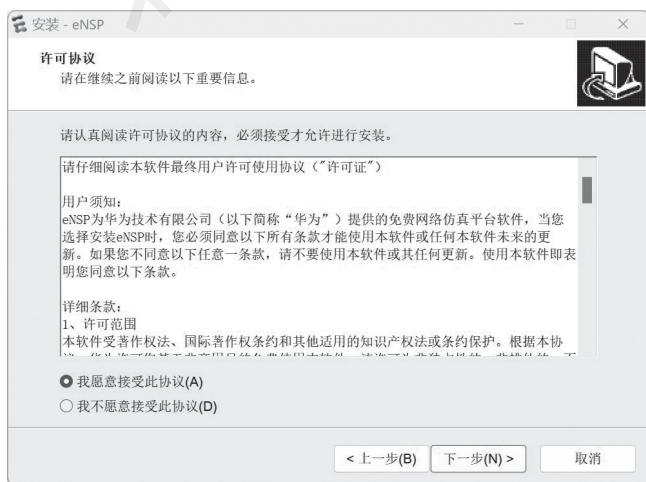 安装 - eNSP
许可协议
请在继续之前阅读以下重要信息。
请认真阅读许可协议的内容，必须接受才允许进行安装。
请仔细阅读本软件最终用户许可使用协议（"许可证"）
用户须知：
eNSP为华为技术有限公司（以下简称“华为”）提供的免费网络仿真平台软件，当您
选择安装eNSP时，您必须同意以下所有条款才能使用本软件或任何本软件未来的更
新。如果您不同意以下任意一条款，请不要使用本软件或其任何更新。使用本软件即表
明您同意以下条款。
详细条款：
1、许可范围
本软件受著作权法、国际著作权条约和其他适用的知识产权法或条约保护。根据本协
我愿意接受此协议(A)
我不愿意接受此协议(D)
< 上一步(B) 下一步(N) > 取消